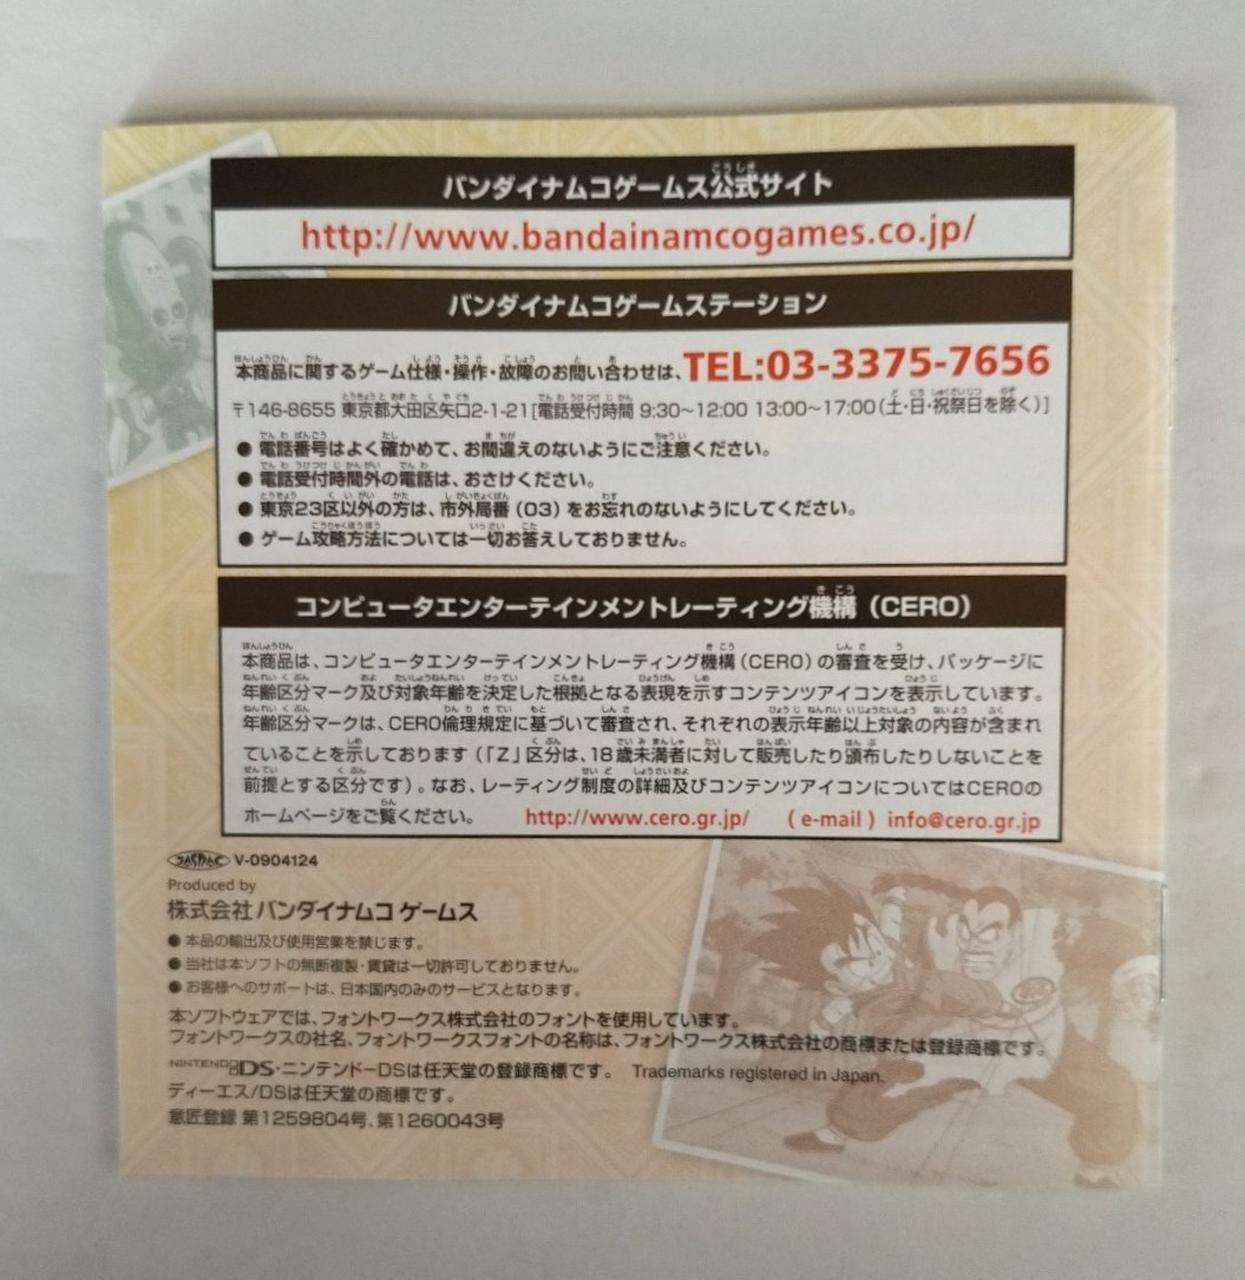 バンダイナムコゲームス公式サイト
http://www.bandainamcogames.co.jp/
バンダイナムコゲームステーション
本商品に関するゲーム仕様・操作・故障のお問い合わせは、TEL:03-3375-7656
〒146-8655 東京都大田区矢口2-1-21[電話受付時間 9:30～12:00 13:00～17:00(土・日・祝祭日を除く)]
●電話番号はよく確かめて、お間違えのないようにご注意ください。
●電話受付時間外の電話は、おさけください。
●東京23区以外の方は、市外局番(03)をお忘れのないようにしてください。
●ゲーム攻略方法については一切お答えしておりません。
コンピュータエンターテインメントレーティング機構(CERO)
本商品は、コンピュータエンターテインメントレーティング機構(CERO)の審査を受け、パッケージに
年齢区分マーク及び対象年齢を決定した根拠となる表現を示すコンテンツアイコンを表示しています。
年齢区分マークは、CERO倫理規定に基づいて審査され、それぞれの表示年齢以上対象の内容が含まれ
ていることを示しております(「Z」区分は、18歳未満者に対して販売したり頒布したりしないことを
前提とする区分です)。なお、レーティング制度の詳細及びコンテンツアイコンについてはCEROの
ホームページをご覧ください。 http://www.cero.gr.jp/ (e-mail) info@cero.gr.jp
JASRAC V-0904124
Produced by
株式会社 バンダイナムコ ゲームス
●本品の輸出及び使用営業を禁じます。
●当社は本ソフトの無断複製・賃貸は一切許可しておりません。
●お客様へのサポートは、日本国内のみのサービスとなります。
本ソフトウェアでは、フォントワークス株式会社のフォントを使用しています。
フォントワークスの社名、フォントワークスフォントの名称は、フォントワークス株式会社の商標または登録商標です。
NINTENDO DS・ニンテンドーDSは任天堂の登録商標です。 Trademarks registered in Japan.
ディーエス/DSは任天堂の商標です。
意匠登録 第1259804号、第1260043号